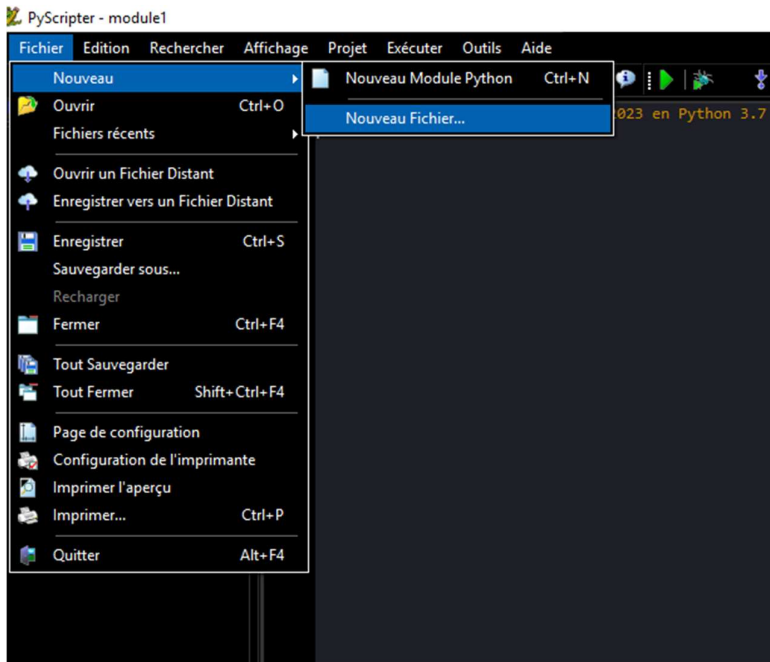 PyScripter - module1
Fichier Edition Rechercher Affichage Projet Exécuter Outils Aide
Nouveau
Ouvrir Ctrl+O
Fichiers récents
Ouvrir un Fichier Distant
Enregistrer vers un Fichier Distant
Enregistrer Ctrl+S
Sauvegarder sous...
Recharger
Fermer Ctrl+F4
Tout Sauvegarder
Tout Fermer Shift+Ctrl+F4
Page de configuration
Configuration de l'imprimante
Imprimer l'aperçu
Imprimer... Ctrl+P
Quitter Alt+F4
Nouveau Module Python Ctrl+N
Nouveau Fichier...
023 en Python 3.7